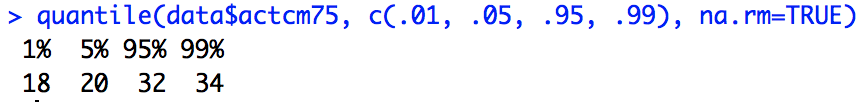 > quantile(data$actcm75, c(.01, .05, .95, .99), na.rm=TRUE)
1% 5% 95% 99%
18 20 32 34